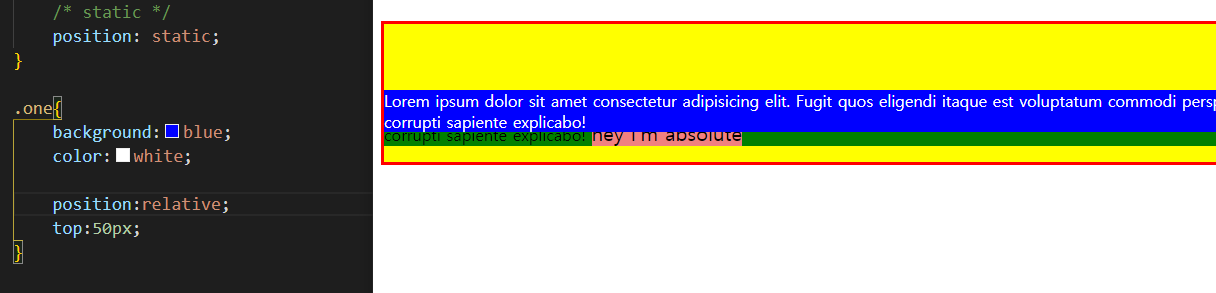 /* static */
position: static;
}
.one{
background: blue;
color: white;
position:relative;
top:50px;
}
Lorem ipsum dolor sit amet consectetur adipisicing elit. Fugit quos eligendi itaque est voluptatum commodi persp
corrupti sapiente explicabo!
corrupti sapiente explicabo! hey I'm absolute